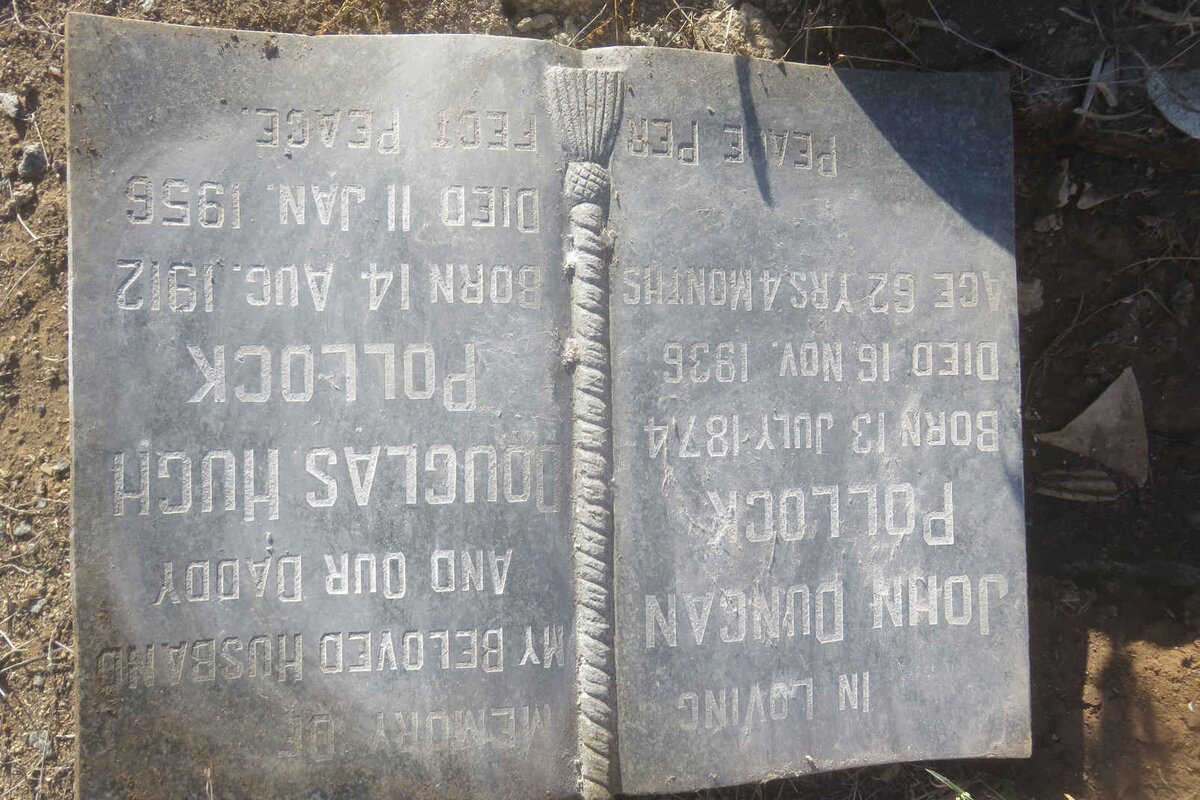 IN LOVING
JOHN DUNCAN
POLLOCK
BORN 13 JULY 1874
DIED 16 NOV. 1936
AGE 62 YRS. 4 MONTHS
PEACE PER
MEMORY OF
MY BELOVED HUSBAND
AND OUR DADDY
DOUGLAS HUGH
POLLOCK
BORN 14 AUG. 1912
DIED 11 JAN. 1956
FECT PEACE.